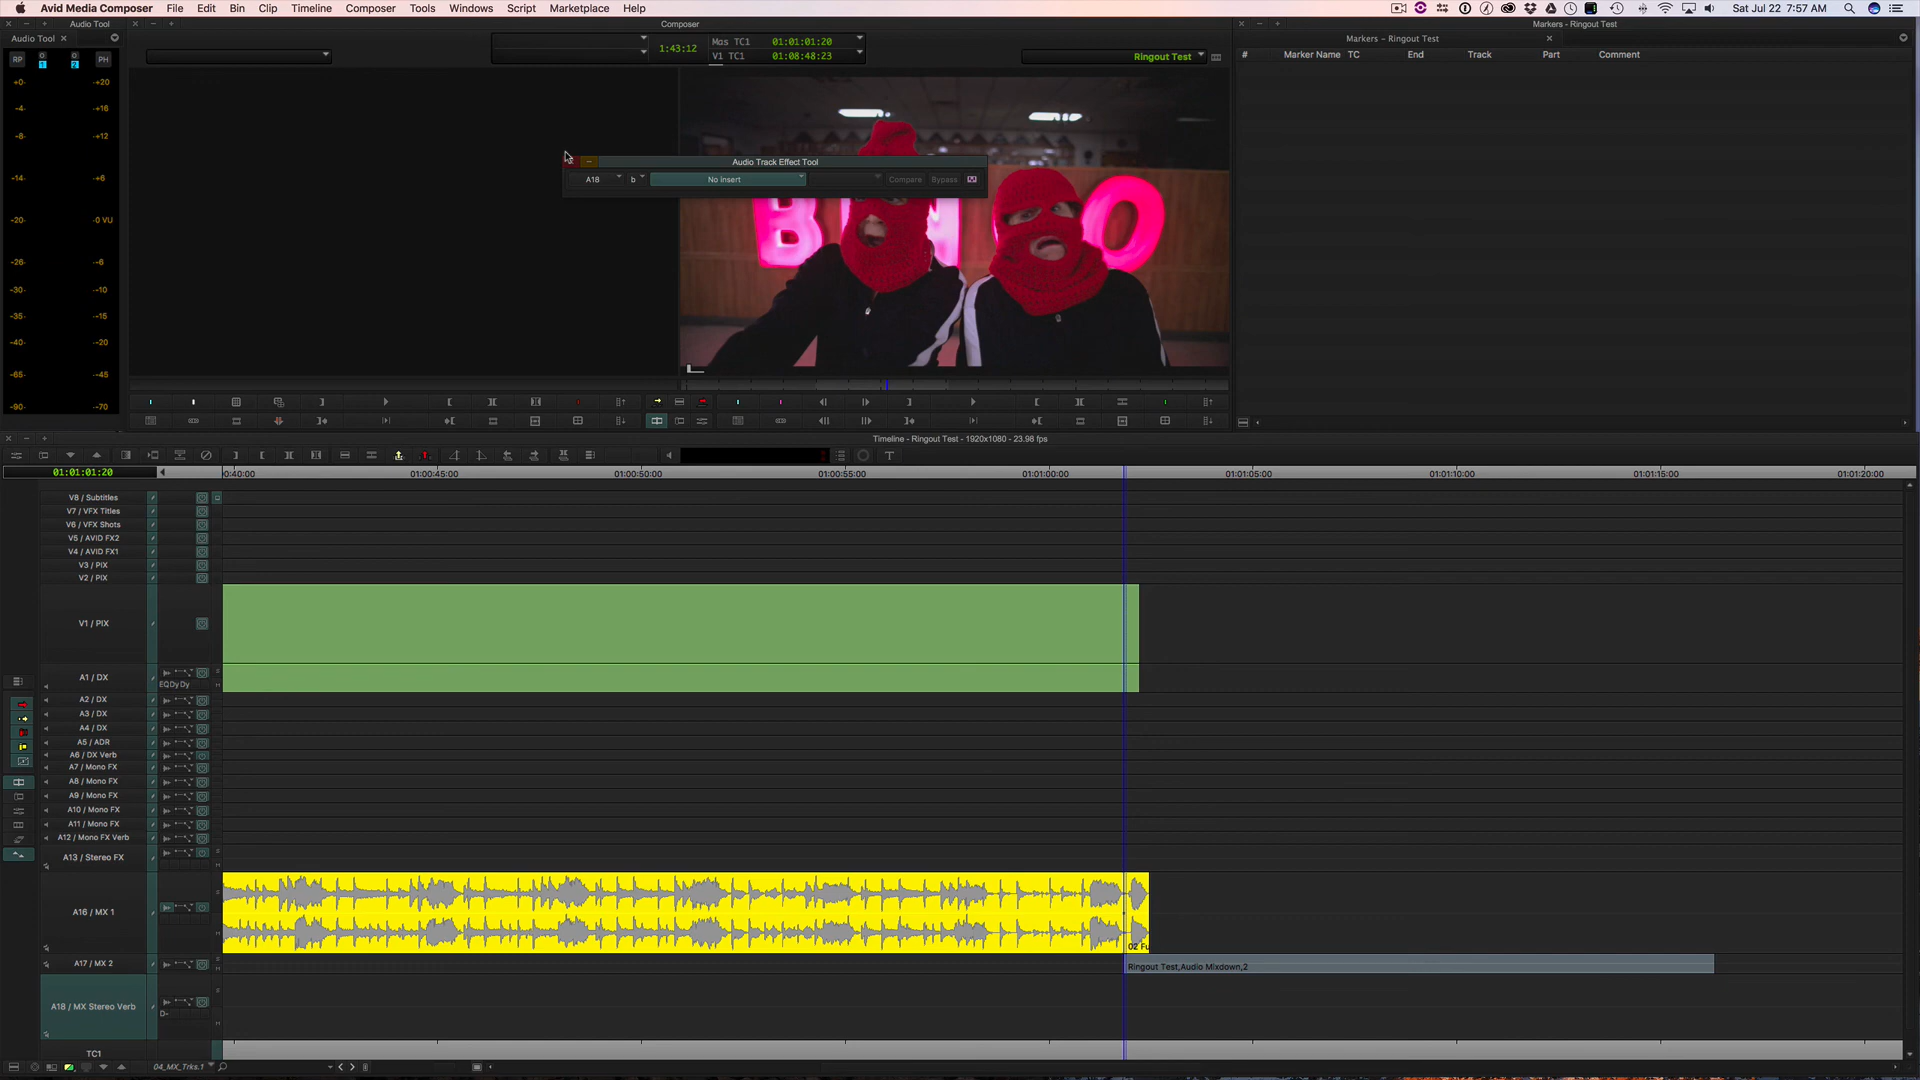 Avid Media Composer File Edit Bin Clip Timeline Composer Tools Windows Script Marketplace Help
Sat Jul 22 7:57 AM
Audio Tool
Composer
Markers - Ringout Test
Audio Tool
Markers - Ringout Test
RP 1 2 PH
1:43:12
Mas TC1 01:01:01:20
V1 TC1 01:08:48:23
Ringout Test
# Marker Name TC End Track Part Comment
+0 +20
-4 +16
-8 +12
-14 +6
-16 +4
-20 -0 VU
-26 -6
-30 -10
-35 -15
-40 -20
-65 -45
-90 -70
Audio Track Effect Tool
A18 b No Insert Compare Bypass
Timeline - Ringout Test - 1920x1080 - 23.98 fps
01:01:01:20
0:40:00 01:00:45:00 01:00:50:00 01:00:55:00 01:01:00:00 01:01:05:00 01:01:10:00 01:01:15:00 01:01:20:00
V8 / Subtitles
V7 / VFX Titles
V6 / VFX Shots
V5 / AVID FX2
V4 / AVID FX1
V3 / PIX
V2 / PIX
V1 / PIX
A1 / DX
EQDyDy
A2 / DX
A3 / DX
A4 / DX
A5 / ADR
A6 / DX Verb
A7 / Mono FX
A8 / Mono FX
A9 / Mono FX
A10 / Mono FX
A11 / Mono FX
A12 / Mono FX Verb
A13 / Stereo FX
A16 / MX 1
02 Fu
A17 / MX 2
Ringout Test,Audio Mixdown,2
A18 / MX Stereo Verb
D-
TC1
04_MX_Trks.1